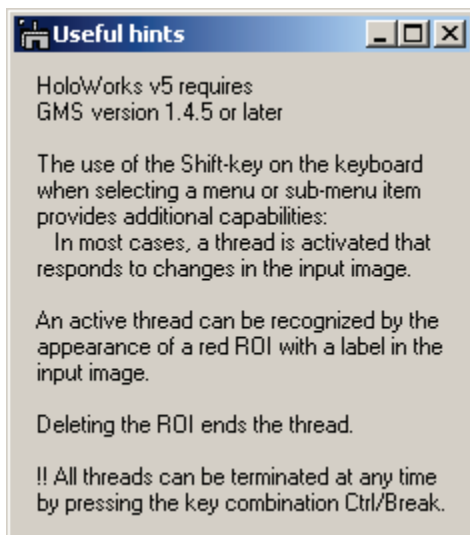 Useful hints
HoloWorks v5 requires
GMS version 1.4.5 or later
The use of the Shift-key on the keyboard
when selecting a menu or sub-menu item
provides additional capabilities:
In most cases, a thread is activated that
responds to changes in the input image.
An active thread can be recognized by the
appearance of a red ROI with a label in the
input image.
Deleting the ROI ends the thread.
!! All threads can be terminated at any time
by pressing the key combination Ctrl/Break.